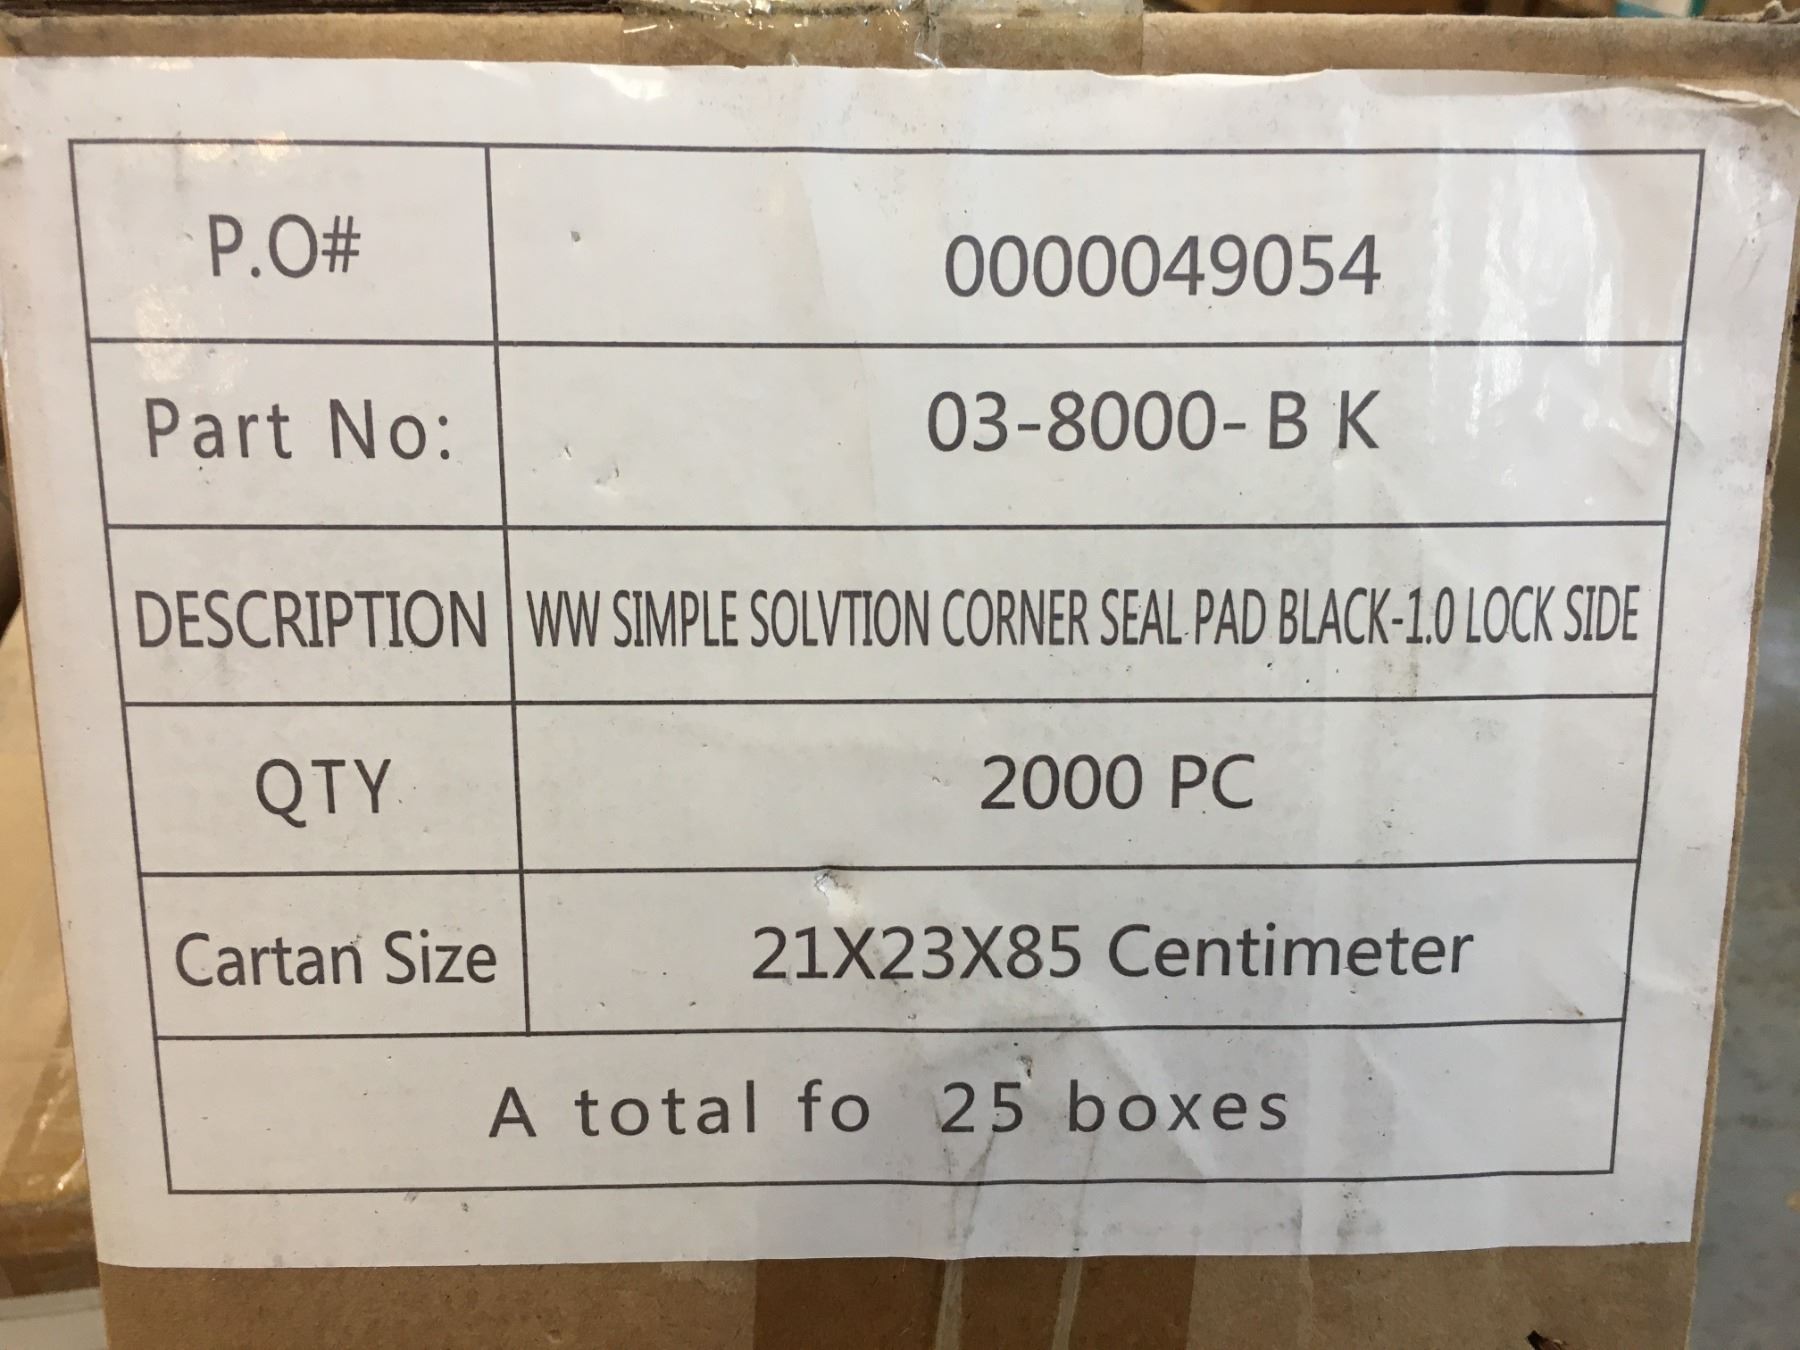 P.O# 0000049054
Part No: 03-8000- B K
DESCRIPTION WW SIMPLE SOLVTION CORNER SEAL PAD BLACK-1.0 LOCK SIDE
QTY 2000 PC
Cartan Size 21X23X85 Centimeter
A total fo 25 boxes